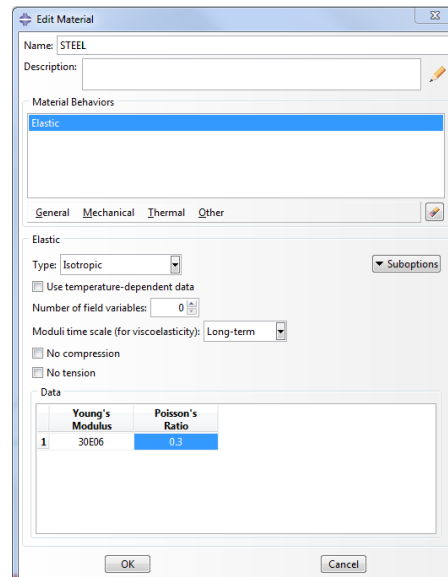 Edit Material
Name: STEEL
Description:
Material Behaviors
Elastic
General Mechanical Thermal Other
Elastic
Type: Isotropic Suboptions
Use temperature-dependent data
Number of field variables: 0
Moduli time scale (for viscoelasticity): Long-term
No compression
No tension
Data
Young's Poisson's
Modulus Ratio
1 30E06 0.3
OK Cancel